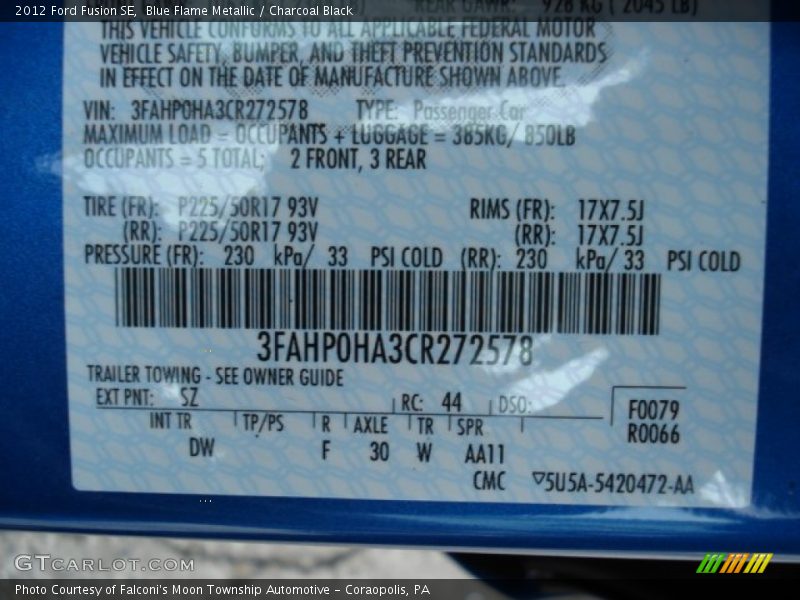 2012 Ford Fusion SE, Blue Flame Metallic / Charcoal Black
REAR GAWR: 928 KG ( 2045 LB)
THIS VEHICLE CONFORMS TO ALL APPLICABLE FEDERAL MOTOR
VEHICLE SAFETY, BUMPER, AND THEFT PREVENTION STANDARDS
IN EFFECT ON THE DATE OF MANUFACTURE SHOWN ABOVE.
VIN: 3FAHP0HA3CR272578 TYPE: Passenger Car
MAXIMUM LOAD = OCCUPANTS + LUGGAGE = 385KG/ 850LB
OCCUPANTS = 5 TOTAL; 2 FRONT, 3 REAR
TIRE (FR): P225/50R17 93V RIMS (FR): 17X7.5J
(RR): P225/50R17 93V (RR): 17X7.5J
PRESSURE (FR): 230 kPa/ 33 PSI COLD (RR): 230 kPa/ 33 PSI COLD
3FAHP0HA3CR272578
TRAILER TOWING - SEE OWNER GUIDE
EXT PNT: SZ RC: 44 DSO: F0079
INT TR TP/PS R AXLE TR SPR R0066
DW F 30 W AA11
CMC ▽5U5A-5420472-AA
GTCARLOT.COM
Photo Courtesy of Falconi's Moon Township Automotive - Coraopolis, PA